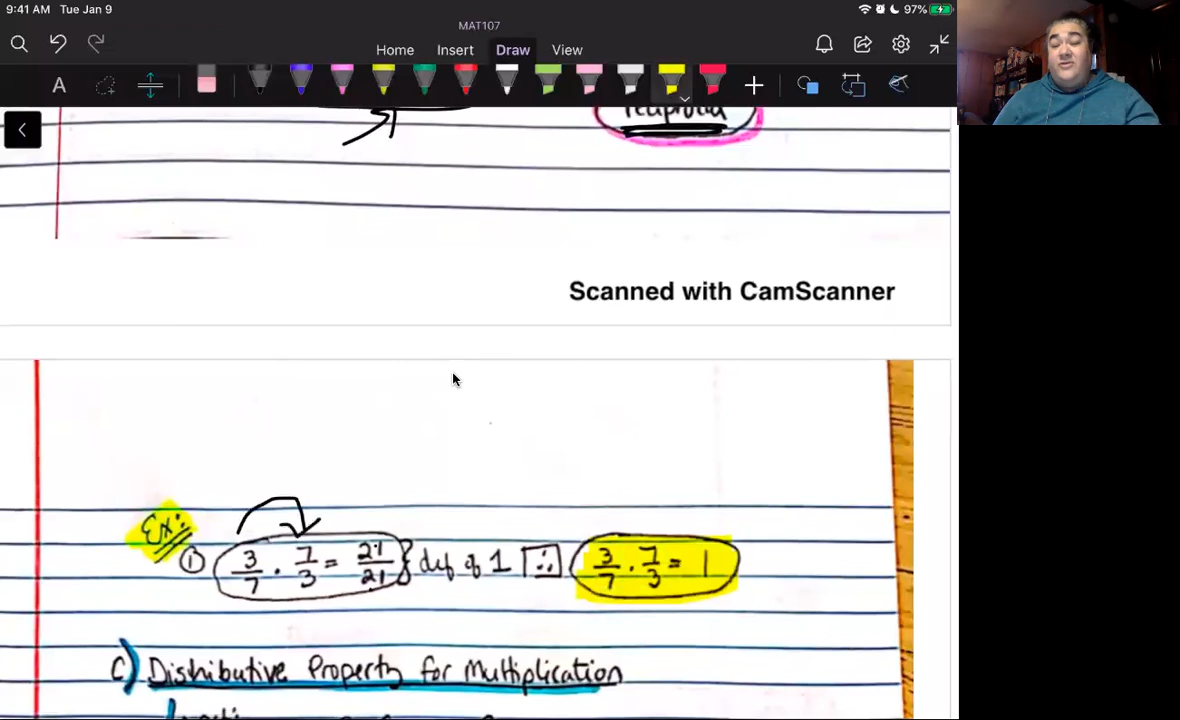 9:41 AM Tue Jan 9
97%
MAT107
Home Insert Draw View
A
reciprocal
Scanned with CamScanner
Ex:
① 3/7 · 7/3 = 21/21 } def of 1 ∴ 3/7 · 7/3 = 1
C) Distributive Property for Multiplication